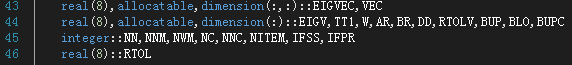 43 real(8),allocatable,dimension(:,:)::EIGVEC,VEC
44 real(8),allocatable,dimension(:)::EIGV,TT1,W,AR,BR,DD,RTOLV,BUP,BLO,BUPC
45 integer::NN,NNM,NWM,NC,NNC,NITEM,IFSS,IFPR
46 real(8)::RTOL